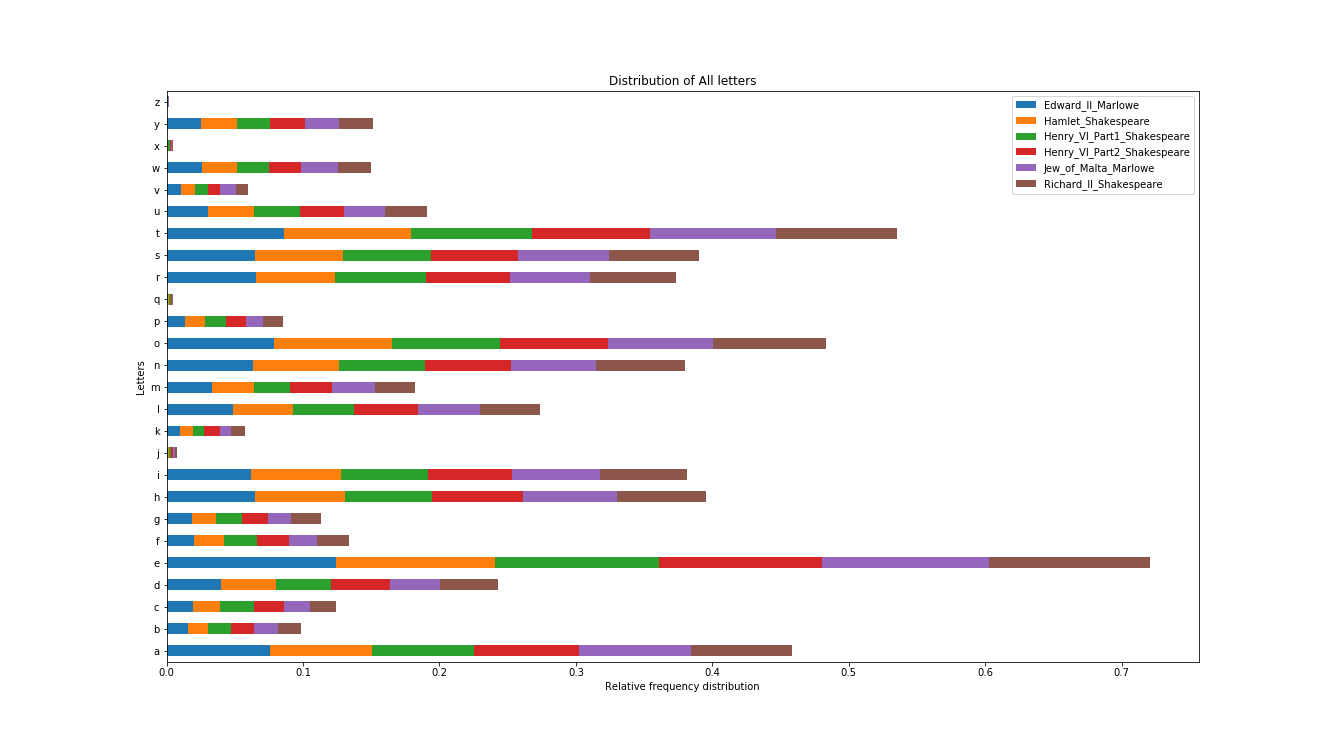 Distribution of All letters
Edward_II_Marlowe
Hamlet_Shakespeare
Henry_VI_Part1_Shakespeare
Henry_VI_Part2_Shakespeare
Jew_of_Malta_Marlowe
Richard_II_Shakespeare
Letters
z
y
x
w
v
u
t
s
r
q
p
o
n
m
l
k
j
i
h
g
f
e
d
c
b
a
0.0 0.1 0.2 0.3 0.4 0.5 0.6 0.7
Relative frequency distribution